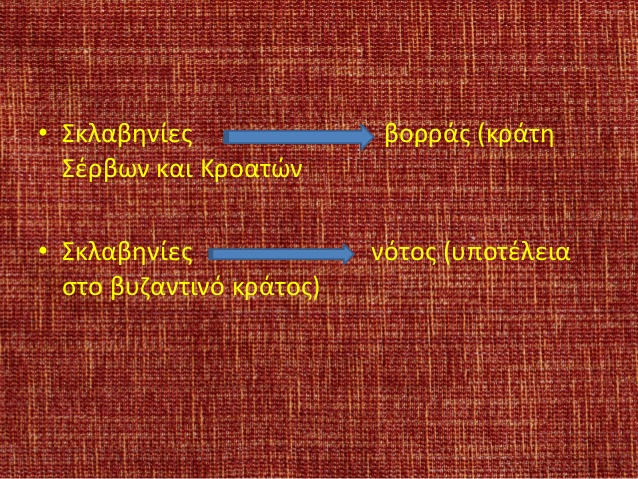 • Σκλαβηνίες βορράς (κράτη
Σέρβων και Κροατών
• Σκλαβηνίες νότος (υποτέλεια
στο βυζαντινό κράτος)